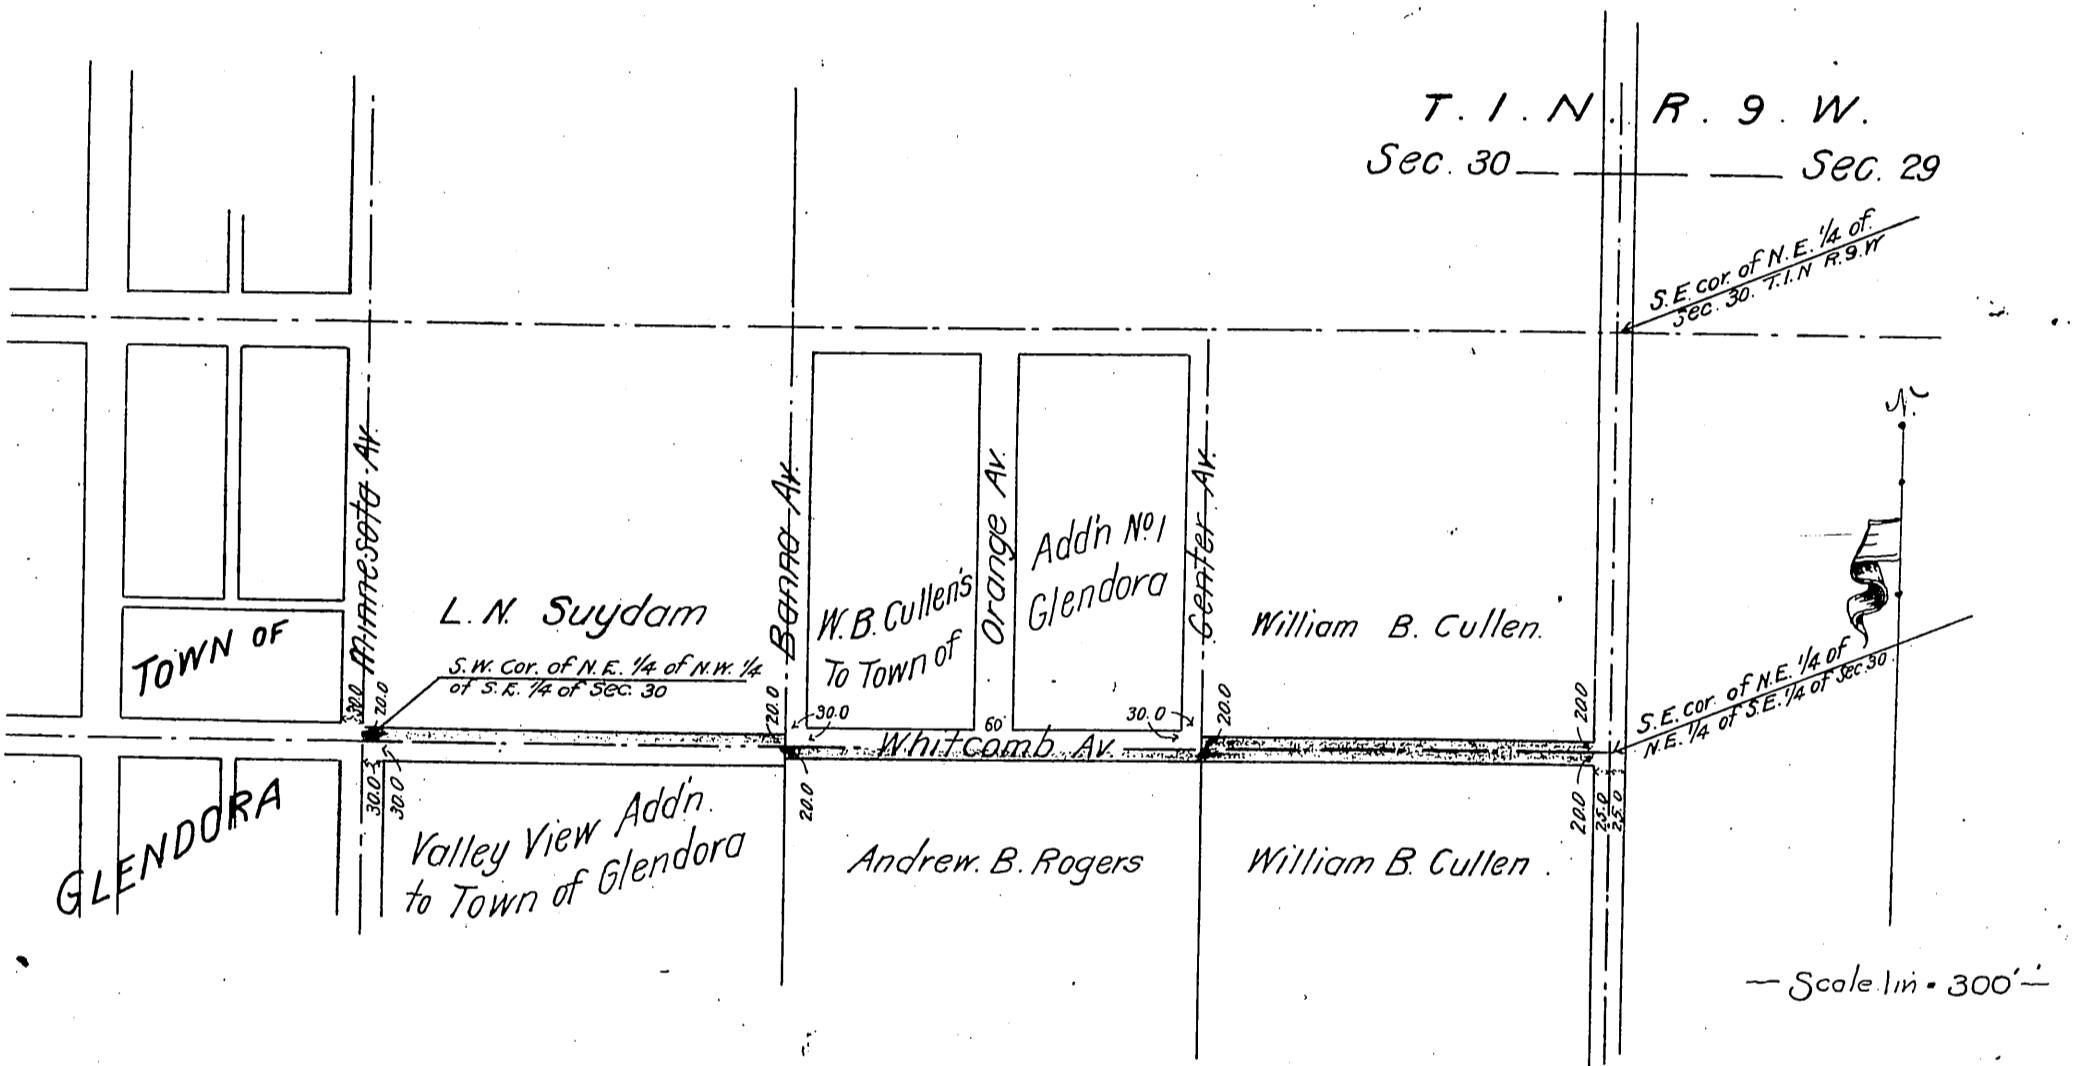 T. 1. N. R. 9. W.
Sec. 30 — — — Sec. 29
S.E. cor. of N.E. 1/4 of
Sec. 30. T.1.N R.9.W
N.
Minnesota Av.
Banna Av.
Orange Av.
Center Av.
Add'n No 1
Glendora
W.B. Cullen's
To Town of
L. N. Suydam
William B. Cullen.
TOWN OF
S.W. Cor. of N.E. 1/4 of N.W. 1/4
of S.E. 1/4 of Sec. 30
S.E. cor. of N.E. 1/4 of
N.E. 1/4 of S.E. 1/4 of Sec. 30.
30.0
20.0
20.0
30.0
60'
30.0
20.0
20.0
Whitcomb Av.
30.0
30.0
20.0
20.0
25.0
25.0
GLENDORA
Valley View Add'n.
to Town of Glendora
Andrew. B. Rogers
William B. Cullen.
— Scale 1 in • 300' —